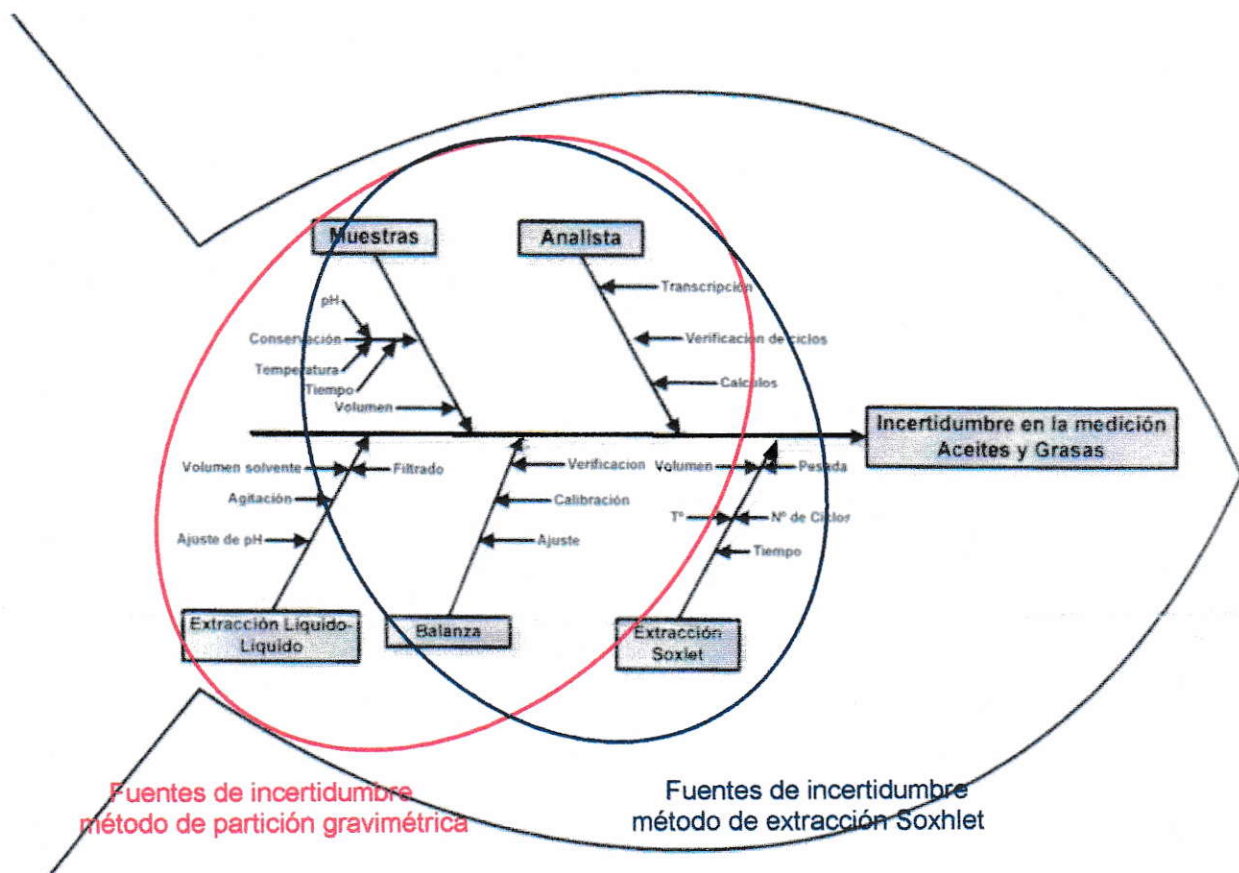 Muestras
Analista
pH
Conservación
Temperatura
Tiempo
Volumen
Transcripción
Verificacion de ciclos
Calculos
Incertidumbre en la medición
Aceites y Grasas
Volumen solvente
Filtrado
Agitación
Ajuste de pH
Extracción Liquido-
Liquido
Verificacion
Calibración
Ajuste
Balanza
Volumen
Pesada
Tº
Nº de Ciclos
Tiempo
Extracción
Soxlet
Fuentes de incertidumbre
método de partición gravimétrica
Fuentes de incertidumbre
método de extracción Soxhlet